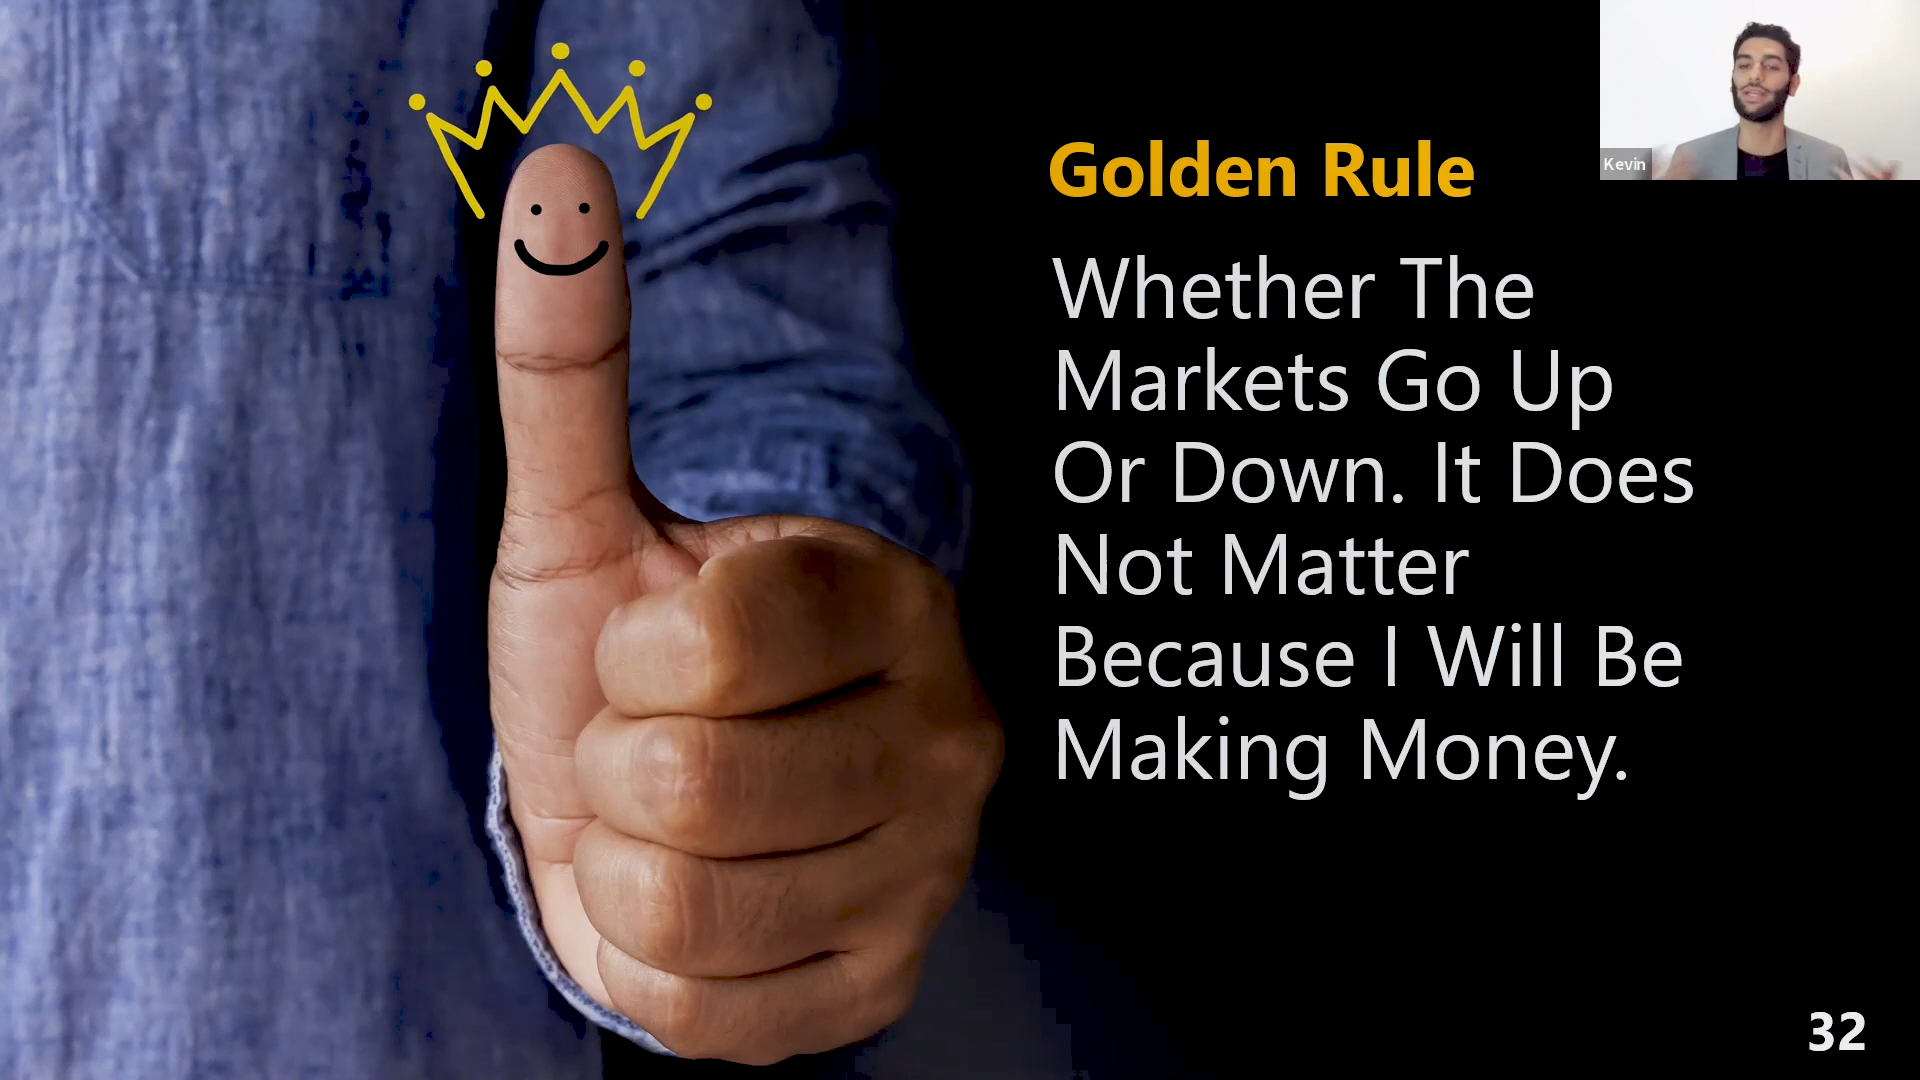 Golden Rule
Whether The
Markets Go Up
Or Down. It Does
Not Matter
Because I Will Be
Making Money.
Kevin
32